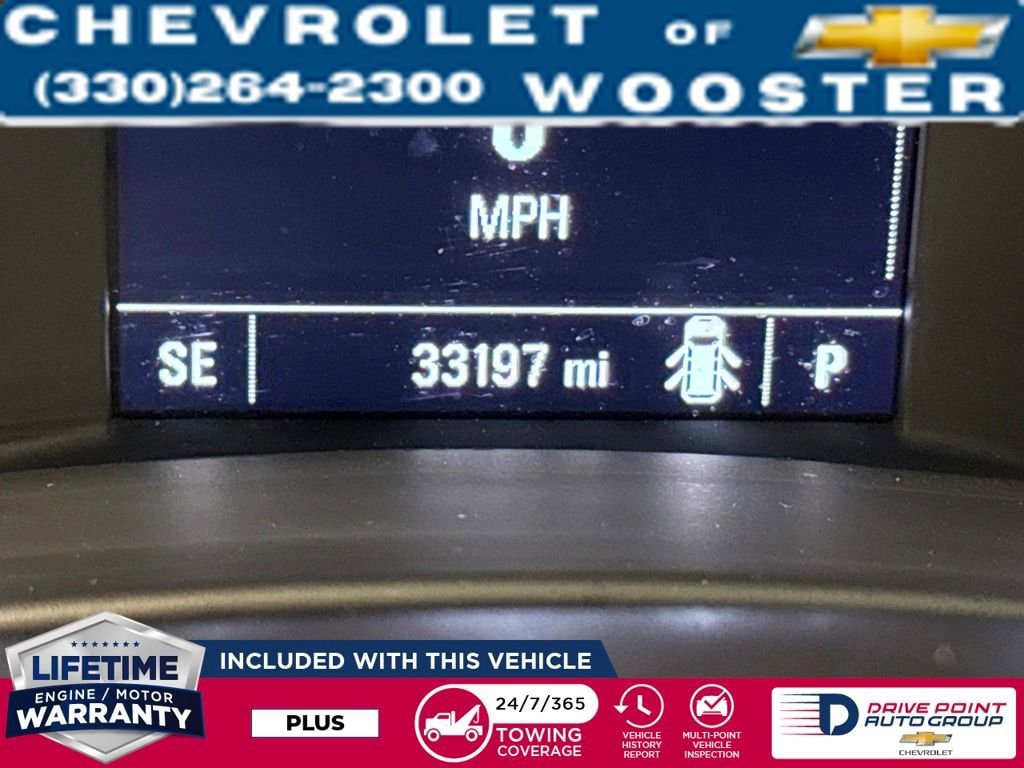 CHEVROLET OF
(330)264-2300 WOOSTER
0
MPH
SE 33197 mi P
LIFETIME
ENGINE / MOTOR
WARRANTY
INCLUDED WITH THIS VEHICLE
PLUS
24/7/365
TOWING
COVERAGE
VEHICLE
HISTORY
REPORT
MULTI-POINT
VEHICLE
INSPECTION
DRIVE POINT
AUTO GROUP
CHEVROLET